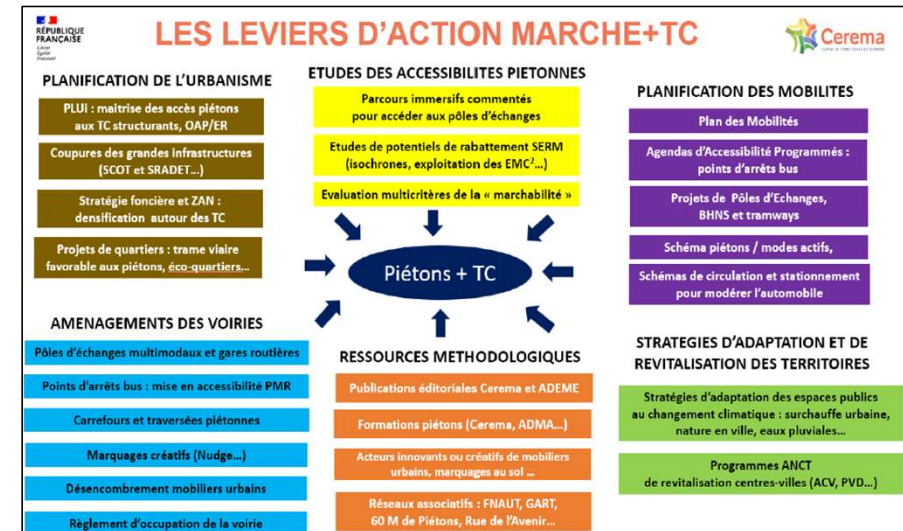 RÉPUBLIQUE
FRANÇAISE
Liberté
Égalité
Fraternité
LES LEVIERS D'ACTION MARCHE+TC
Cerema
PLANIFICATION DE L'URBANISME
PLUi : maitrise des accès piétons
aux TC structurants, OAP/ER
Coupures des grandes infrastructures
(SCOT et SRADET...)
Stratégie foncière et ZAN :
densification autour des TC
Projets de quartiers : trame viaire
favorable aux piétons, éco-quartiers...
ETUDES DES ACCESSIBILITES PIETONNES
Parcours immersifs commentés
pour accéder aux pôles d'échanges
Etudes de potentiels de rabattement SERM
(isochrones, exploitation des EMC²...)
Evaluation multicritères de la « marchabilité »
PLANIFICATION DES MOBILITES
Plan des Mobilités
Agendas d'Accessibilité Programmés :
points d'arrêts bus
Projets de Pôles d'Echanges,
BHNS et tramways
Schéma piétons / modes actifs,
Schémas de circulation et stationnement
pour modérer l'automobile
Piétons + TC
AMENAGEMENTS DES VOIRIES
Pôles d'échanges multimodaux et gares routières
Points d'arrêts bus : mise en accessibilité PMR
Carrefours et traversées piétonnes
Marquages créatifs (Nudge...)
Désencombrement mobiliers urbains
Règlement d'occupation de la voirie
RESSOURCES METHODOLOGIQUES
Publications éditoriales Cerema et ADEME
Formations piéton (Cerema, ADMA...)
Acteurs innovants ou créatifs de mobiliers
urbains, marquages au sol ...
Réseaux associatifs : FNAUT, GART,
60 M de Piétons, Rue de l'Avenir...
STRATEGIES D'ADAPTATION ET DE
REVITALISATION DES TERRITOIRES
Stratégies d'adaptation des espaces publics
au changement climatique : surchauffe urbaine,
nature en ville, eaux pluviales...
Programmes ANCT
de revitalisation centres-villes (ACV, PVD...)